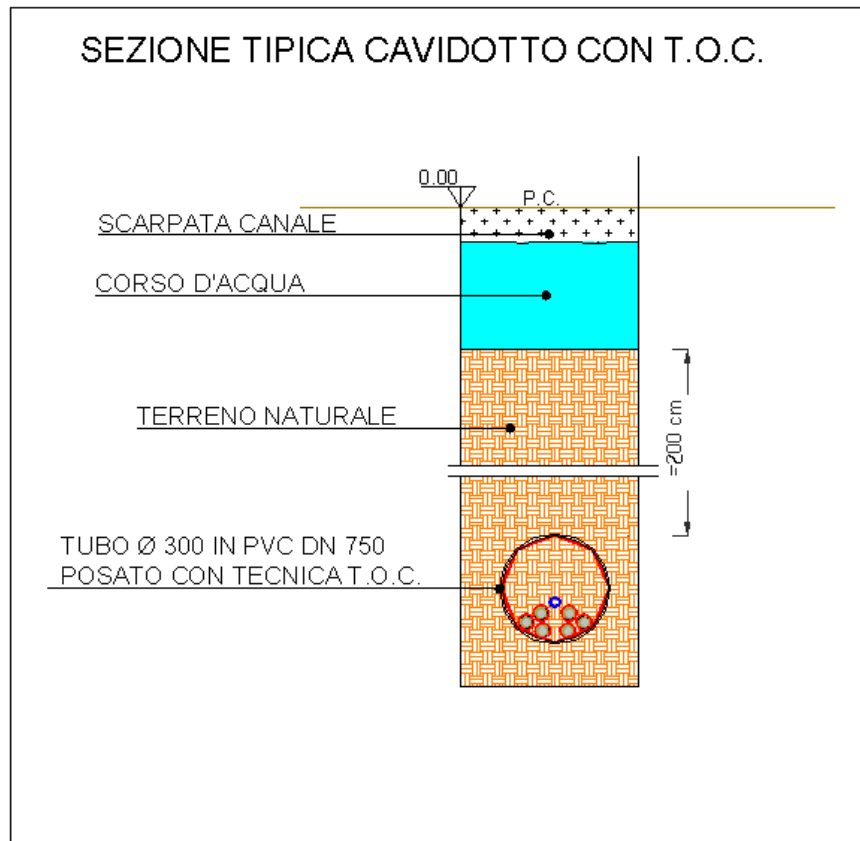 SEZIONE TIPICA CAVIDOTTO CON T.O.C.
0.00
P.C.
SCARPATA CANALE
CORSO D'ACQUA
TERRENO NATURALE
=200 cm
TUBO Ø 300 IN PVC DN 750
POSATO CON TECNICA T.O.C.